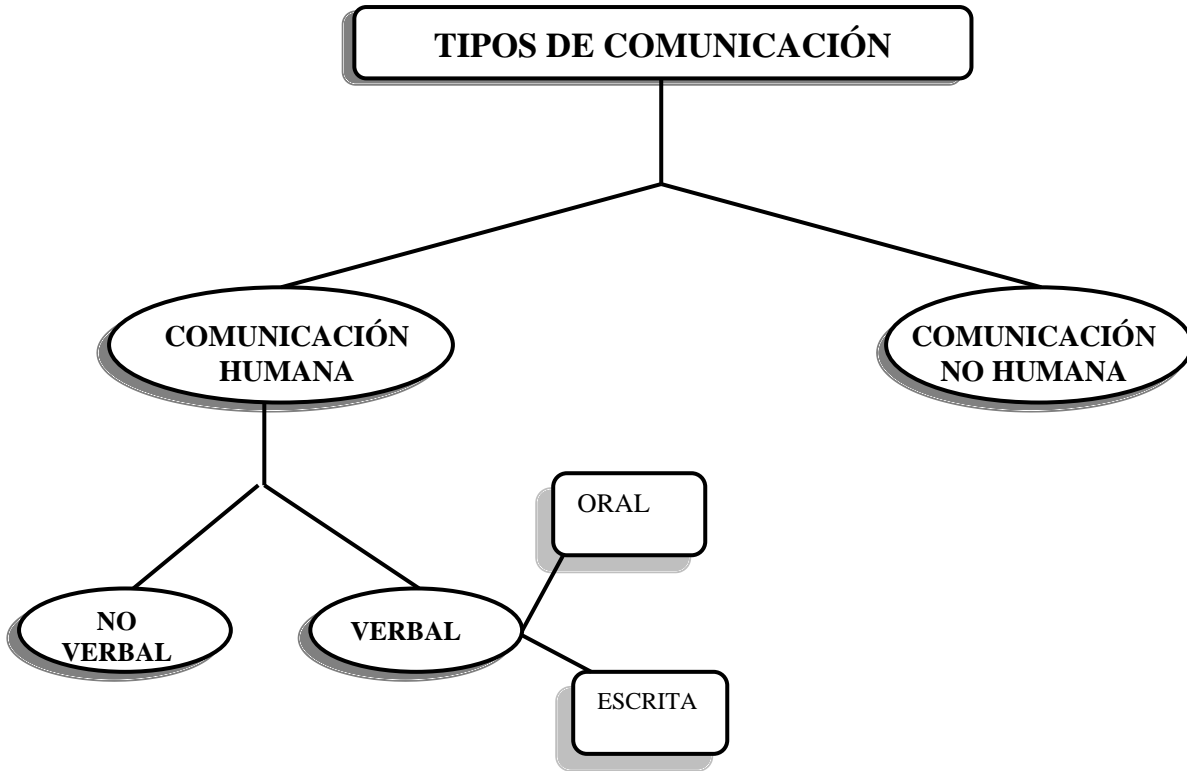 TIPOS DE COMUNICACIÓN
COMUNICACIÓN
HUMANA
COMUNICACIÓN
NO HUMANA
ORAL
NO
VERBAL
VERBAL
ESCRITA